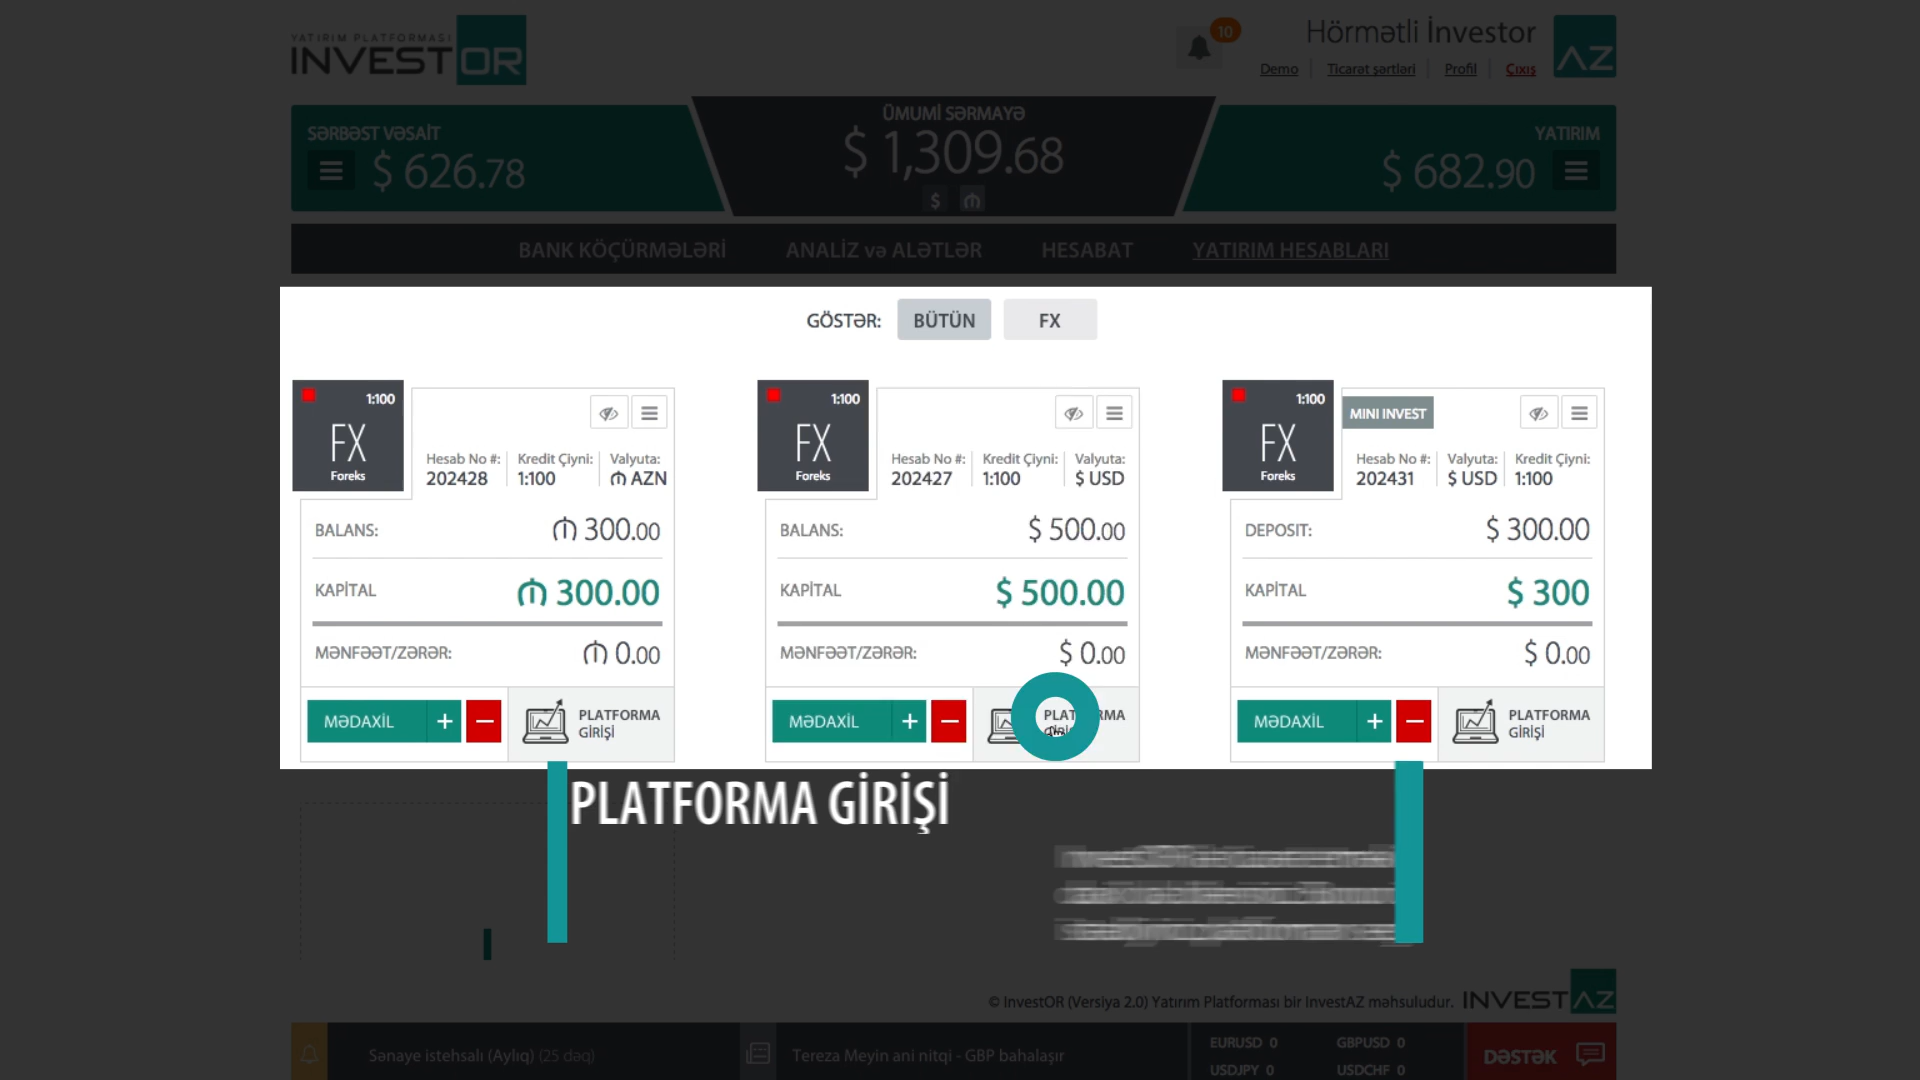 YATIRIM PLATFORMASI
INVESTOR
10
Hörmətli İnvestor
Demo
Ticarət şərtləri
Profil
Çıxış
AZ
SƏRBƏST VƏSAİT
$ 626.78
ÜMUMİ SƏRMAYƏ
$ 1,309.68
$ ₼
YATIRIM
$ 682.90
BANK KÖÇÜRMƏLƏRİ
ANALİZ və ALƏTLƏR
HESABAT
YATIRIM HESABLARI
GÖSTƏR:
BÜTÜN
FX
1:100
FX
Foreks
Hesab No #:
202428
Kredit Çiyni:
1:100
Valyuta:
₼ AZN
BALANS:
₼ 300.00
KAPİTAL
₼ 300.00
MƏNFƏƏT/ZƏRƏR:
₼ 0.00
MƏDAXİL
+
−
PLATFORMA
GİRİŞİ
1:100
FX
Foreks
Hesab No #:
202427
Kredit Çiyni:
1:100
Valyuta:
$ USD
BALANS:
$ 500.00
KAPİTAL
$ 500.00
MƏNFƏƏT/ZƏRƏR:
$ 0.00
MƏDAXİL
+
−
1:100
FX
Foreks
MINI INVEST
Hesab No #:
202431
Valyuta:
$ USD
Kredit Çiyni:
1:100
DEPOSIT:
$ 300.00
KAPİTAL
$ 300
MƏNFƏƏT/ZƏRƏR:
$ 0.00
MƏDAXİL
+
−
PLATFORMA
GİRİŞİ
PLATFORMA GİRİŞİ
© InvestOR (Versiya 2.0) Yatırım Platforması bir InvestAZ məhsuludur.
INVEST AZ
Sənaye istehsalı (Aylıq) (25 dəq)
Tereza Meyin ani nitqi - GBP bahalaşır
EURUSD 0
GBPUSD 0
USDJPY 0
USDCHF 0
DƏSTƏK